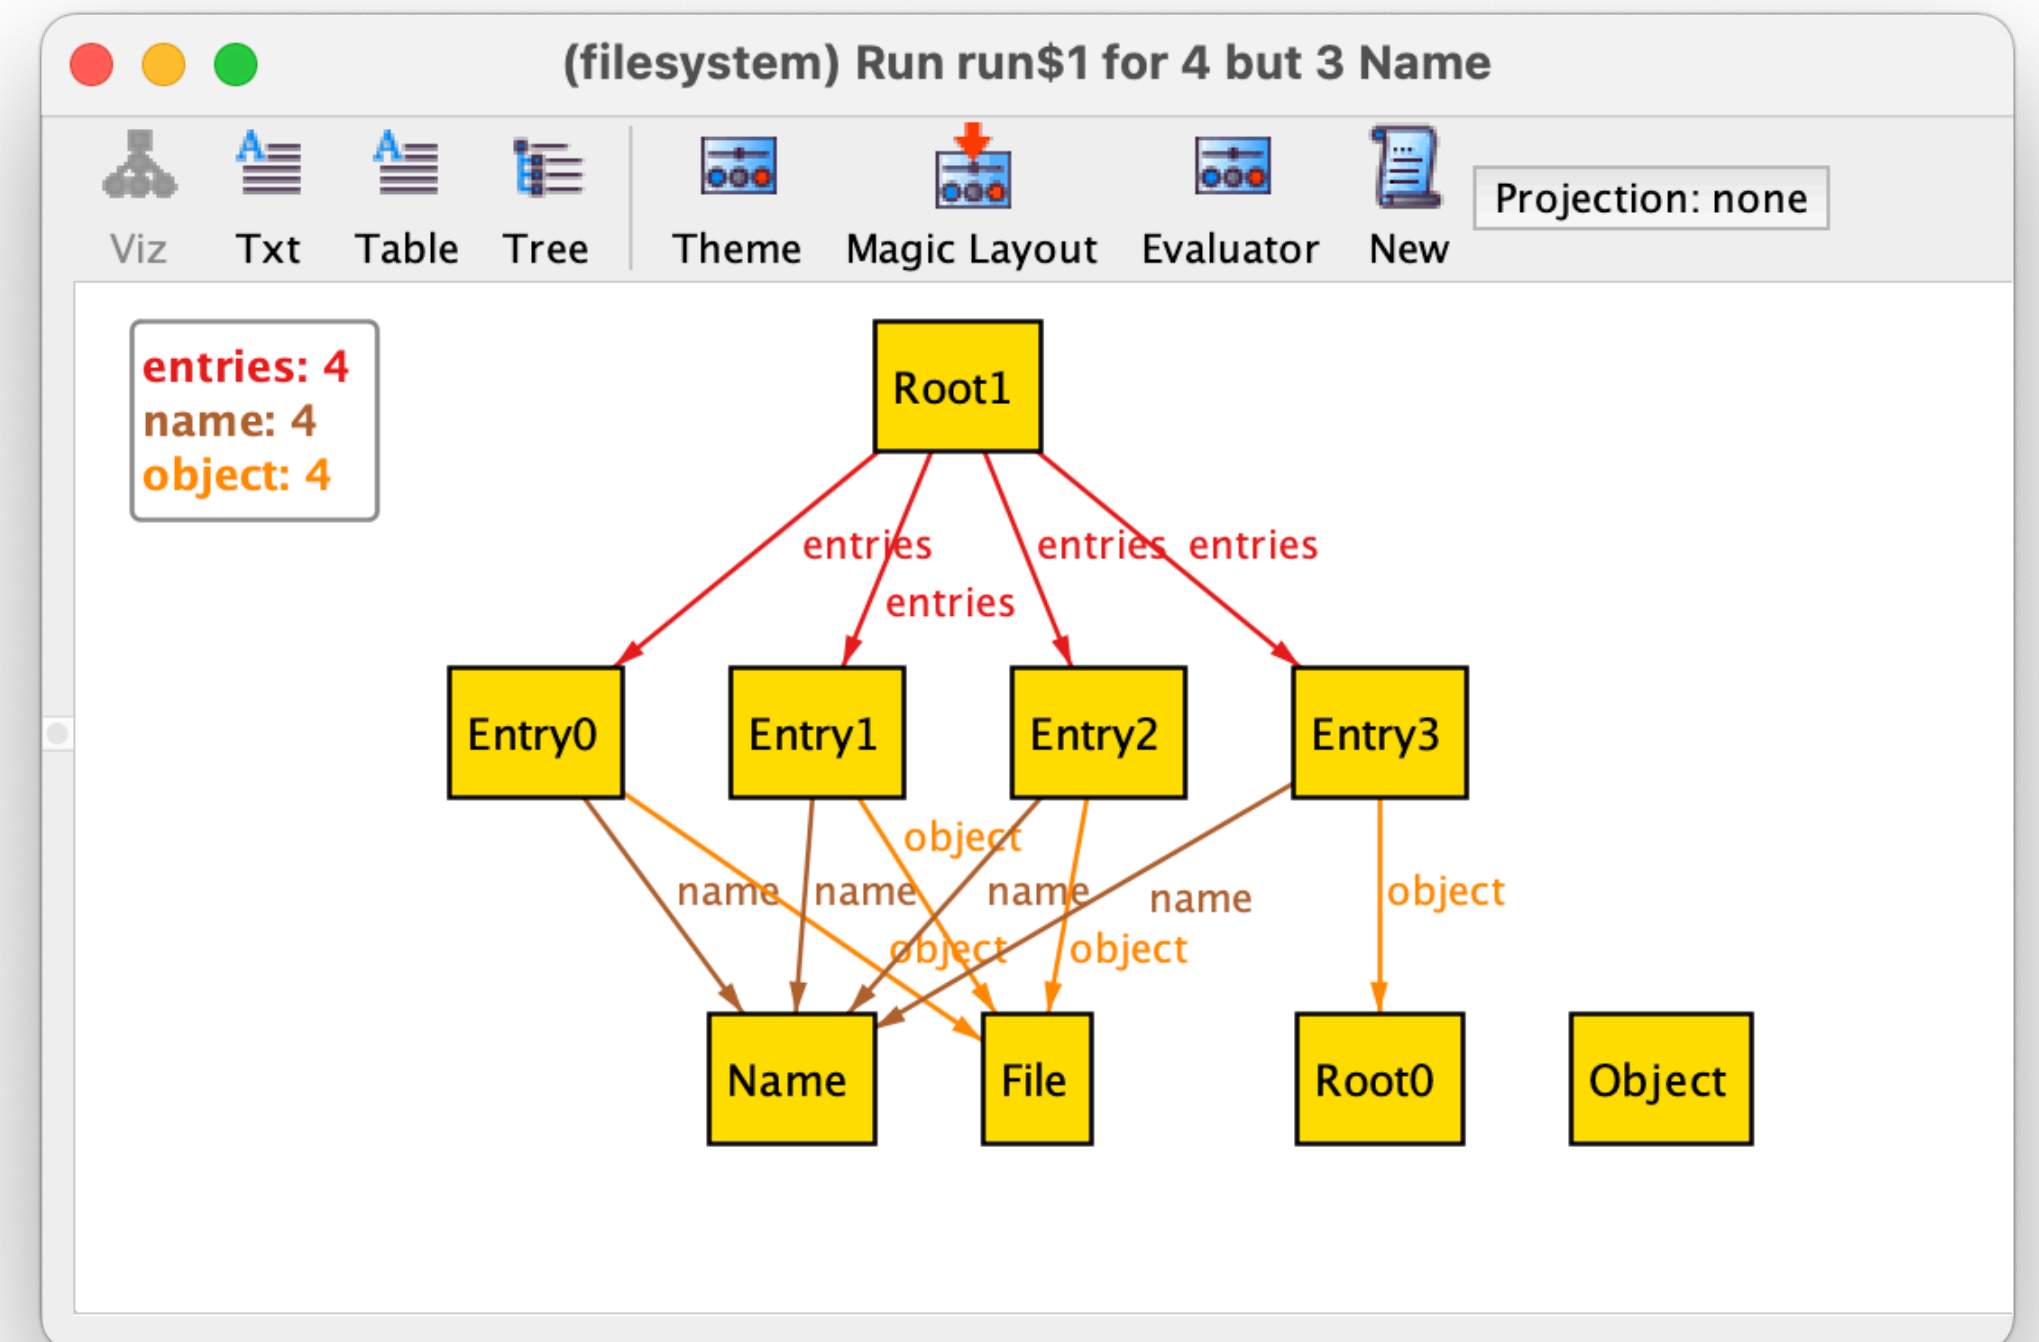 (filesystem) Run run$1 for 4 but 3 Name
Viz Txt Table Tree Theme Magic Layout Evaluator New Projection: none
entries: 4
name: 4
object: 4
Root1
entries entries entries
entries
Entry0 Entry1 Entry2 Entry3
object
name name name name object
object object
Name File Root0 Object